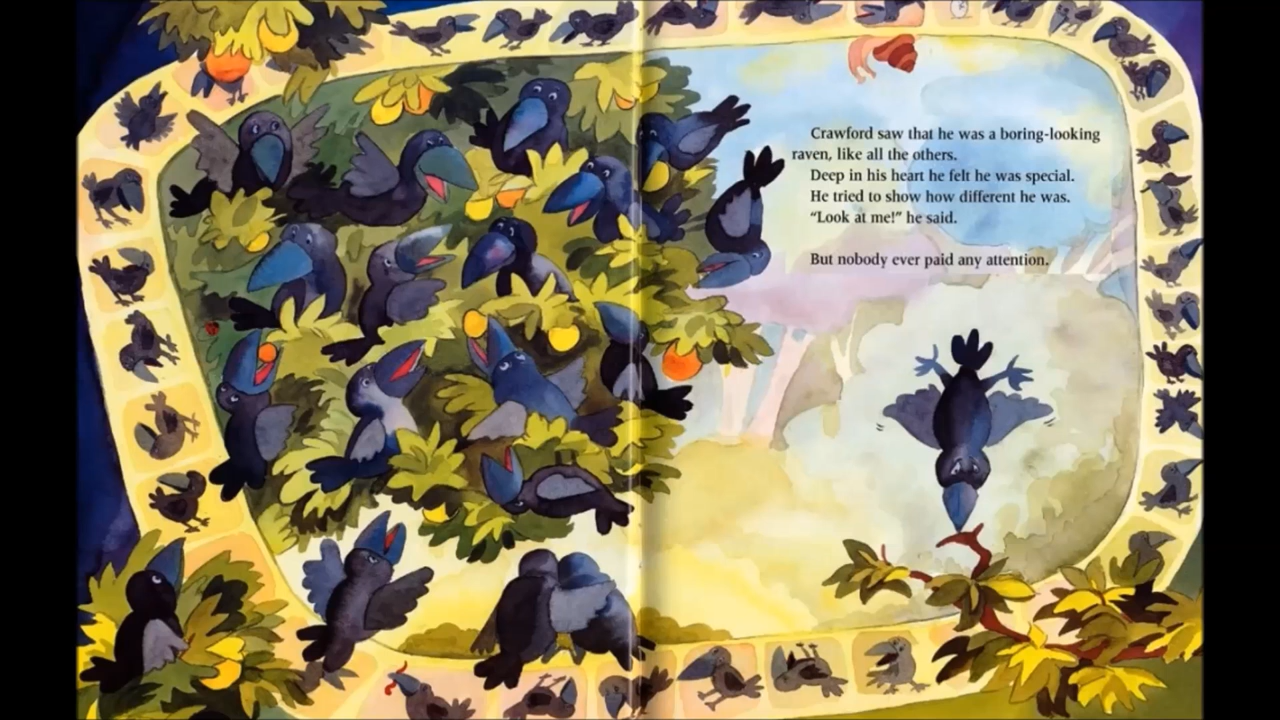 Crawford saw that he was a boring-looking
raven, like all the others.
Deep in his heart he felt he was special.
He tried to show how different he was.
“Look at me!” he said.
But nobody ever paid any attention.